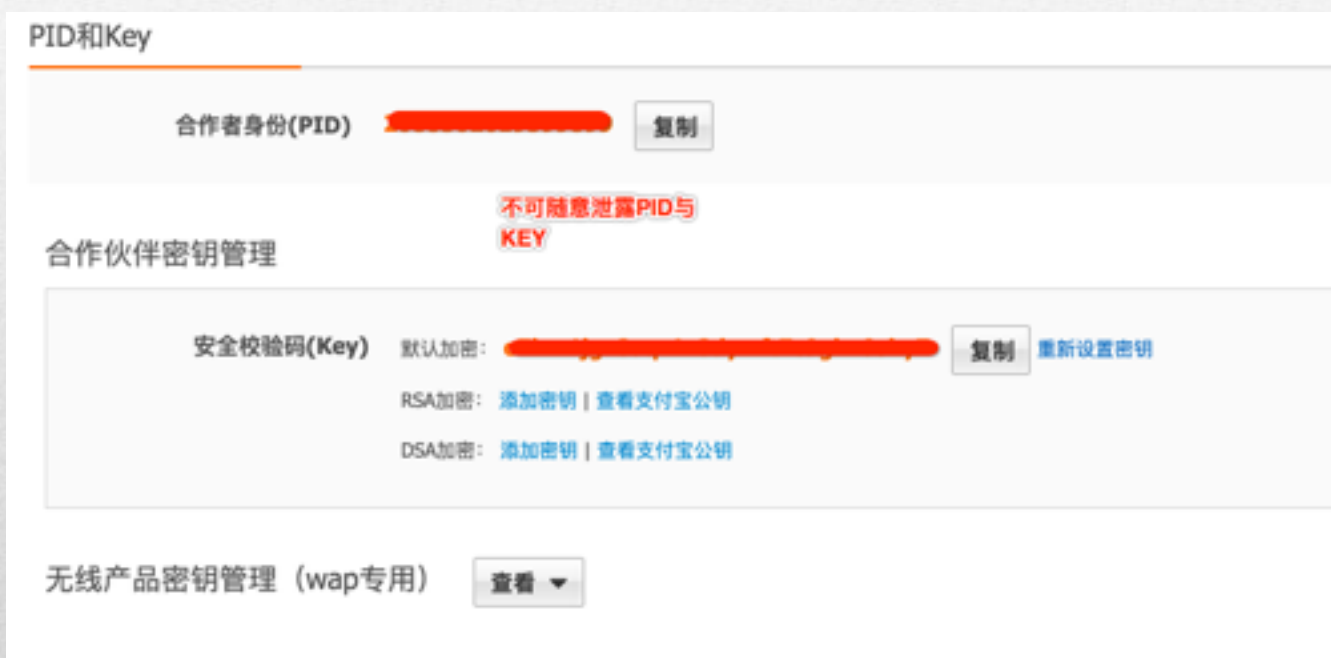 PID和Key
合作者身份(PID) 复制
不可随意泄露PID与
KEY
合作伙伴密钥管理
安全校验码(Key) 默认加密: 复制 重新设置密钥
RSA加密: 添加密钥 | 查看支付宝公钥
DSA加密: 添加密钥 | 查看支付宝公钥
无线产品密钥管理（wap专用） 查看